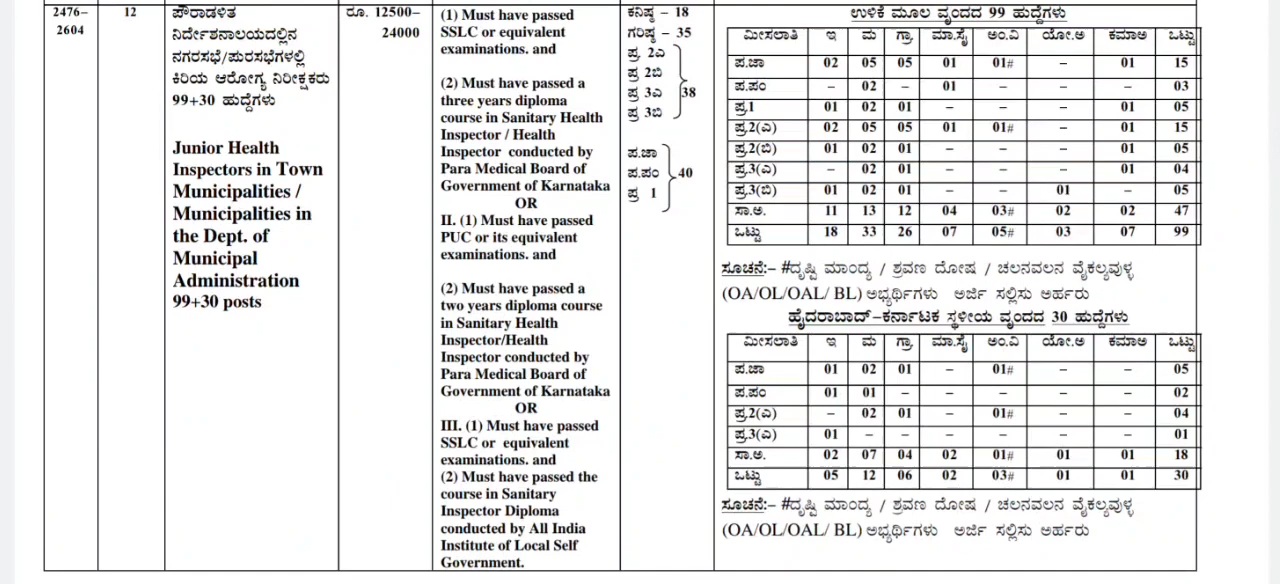 2476–
2604
12
ಪೌರಾಡಳಿತ
ನಿರ್ದೇಶನಾಲಯದಲ್ಲಿನ
ನಗರಸಭೆ/ಪುರಸಭೆಗಳಲ್ಲಿ
ಕಿರಿಯ ಆರೋಗ್ಯ ನಿರೀಕ್ಷಕರು
99+30 ಹುದ್ದೆಗಳು
Junior Health
Inspectors in Town
Municipalities /
Municipalities in
the Dept. of
Municipal
Administration
99+30 posts
ರೂ. 12500–
24000
(1) Must have passed
SSLC or equivalent
examinations. and
(2) Must have passed a
three years diploma
course in Sanitary Health
Inspector / Health
Inspector conducted by
Para Medical Board of
Government of Karnataka
OR
II. (1) Must have passed
PUC or its equivalent
examinations. and
(2) Must have passed a
two years diploma course
in Sanitary Health
Inspector/Health
Inspector conducted by
Para Medical Board of
Government of Karnataka
OR
III. (1) Must have passed
SSLC or equivalent
examinations. and
(2) Must have passed the
course in Sanitary
Inspector Diploma
conducted by All India
Institute of Local Self
Government.
ಕನಿಷ್ಠ – 18
ಗರಿಷ್ಠ – 35
ಪ್ರ 2ಎ
ಪ್ರ 2ಬಿ
ಪ್ರ 3ಎ
ಪ್ರ 3ಬಿ
38
ಪ.ಜಾ
ಪ.ಪಂ
ಪ್ರ 1
40
ಉಳಿಕೆ ಮೂಲ ವೃಂದದ 99 ಹುದ್ದೆಗಳು
ಮೀಸಲಾತಿ ಇ ಮ ಗ್ರಾ. ಮಾ.ಸೈ ಅಂ.ವಿ ಯೋ.ಅ ಕಮಾಅ ಒಟ್ಟು
ಪ.ಜಾ 02 05 05 01 01# – 01 15
ಪ.ಪಂ – 02 – 01 – – – 03
ಪ್ರ.1 01 02 01 – – – 01 05
ಪ್ರ.2(ಎ) 02 05 05 01 01# – 01 15
ಪ್ರ.2(ಬಿ) 01 02 01 – – – 01 05
ಪ್ರ.3(ಎ) – 02 01 – – – 01 04
ಪ್ರ.3(ಬಿ) 01 02 01 – – 01 – 05
ಸಾ.ಅ. 11 13 12 04 03# 02 02 47
ಒಟ್ಟು 18 33 26 07 05# 03 07 99
ಸೂಚನೆ:– #ದೃಷ್ಟಿ ಮಾಂದ್ಯ / ಶ್ರವಣ ದೋಷ / ಚಲನವಲನ ವೈಕಲ್ಯವುಳ್ಳ
(OA/OL/OAL/ BL) ಅಭ್ಯರ್ಥಿಗಳು ಅರ್ಜಿ ಸಲ್ಲಿಸು ಅರ್ಹರು
ಹೈದರಾಬಾದ್–ಕರ್ನಾಟಕ ಸ್ಥಳೀಯ ವೃಂದದ 30 ಹುದ್ದೆಗಳು
ಮೀಸಲಾತಿ ಇ ಮ ಗ್ರಾ. ಮಾ.ಸೈ ಅಂ.ವಿ ಯೋ.ಅ ಕಮಾಅ ಒಟ್ಟು
ಪ.ಜಾ 01 02 01 – 01# – – 05
ಪ.ಪಂ 01 01 – – – – – 02
ಪ್ರ.2(ಎ) – 02 01 – 01# – – 04
ಪ್ರ.3(ಎ) 01 – – – – – – 01
ಸಾ.ಅ. 02 07 04 02 01# 01 01 18
ಒಟ್ಟು 05 12 06 02 03# 01 01 30
ಸೂಚನೆ:– #ದೃಷ್ಟಿ ಮಾಂದ್ಯ / ಶ್ರವಣ ದೋಷ / ಚಲನವಲನ ವೈಕಲ್ಯವುಳ್ಳ
(OA/OL/OAL/ BL) ಅಭ್ಯರ್ಥಿಗಳು ಅರ್ಜಿ ಸಲ್ಲಿಸು ಅರ್ಹರು